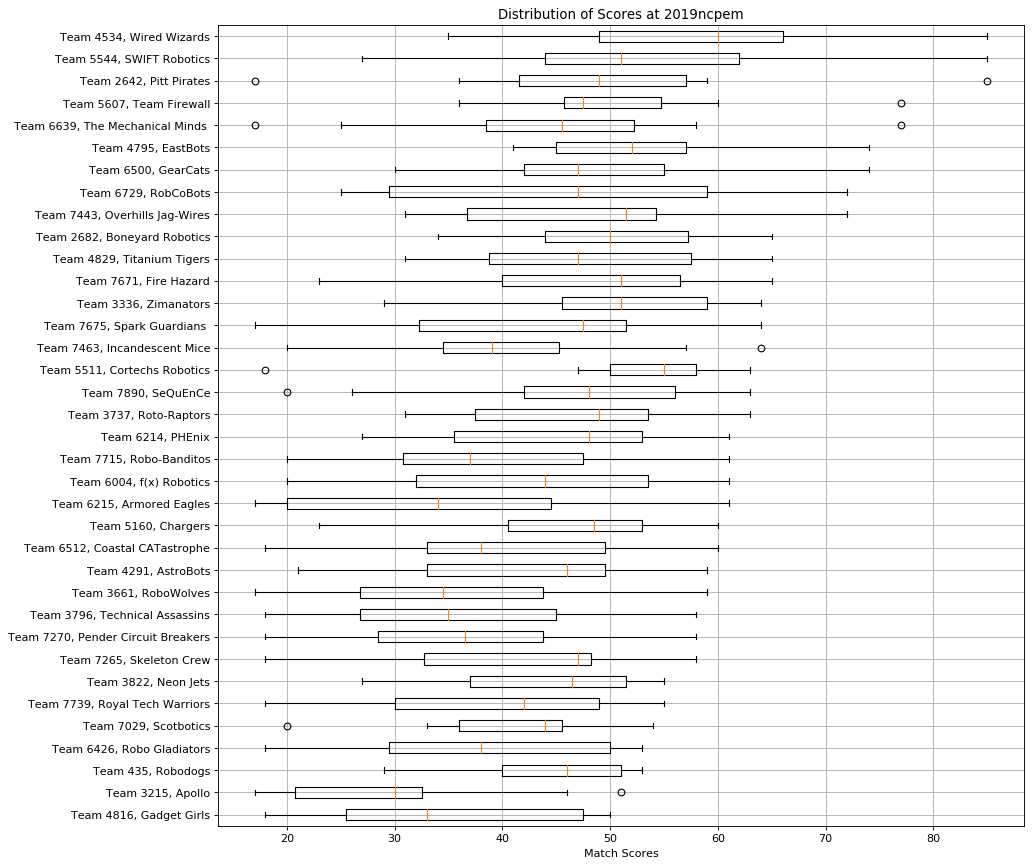 Distribution of Scores at 2019ncpem
Team 4534, Wired Wizards
Team 5544, SWIFT Robotics
Team 2642, Pitt Pirates
Team 5607, Team Firewall
Team 6639, The Mechanical Minds
Team 4795, EastBots
Team 6500, GearCats
Team 6729, RobCoBots
Team 7443, Overhills Jag-Wires
Team 2682, Boneyard Robotics
Team 4829, Titanium Tigers
Team 7671, Fire Hazard
Team 3336, Zimanators
Team 7675, Spark Guardians
Team 7463, Incandescent Mice
Team 5511, Cortechs Robotics
Team 7890, SeQuEnCe
Team 3737, Roto-Raptors
Team 6214, PHEnix
Team 7715, Robo-Banditos
Team 6004, f(x) Robotics
Team 6215, Armored Eagles
Team 5160, Chargers
Team 6512, Coastal CATastrophe
Team 4291, AstroBots
Team 3661, RoboWolves
Team 3796, Technical Assassins
Team 7270, Pender Circuit Breakers
Team 7265, Skeleton Crew
Team 3822, Neon Jets
Team 7739, Royal Tech Warriors
Team 7029, Scotbotics
Team 6426, Robo Gladiators
Team 435, Robodogs
Team 3215, Apollo
Team 4816, Gadget Girls
20 30 40 50 60 70 80
Match Scores